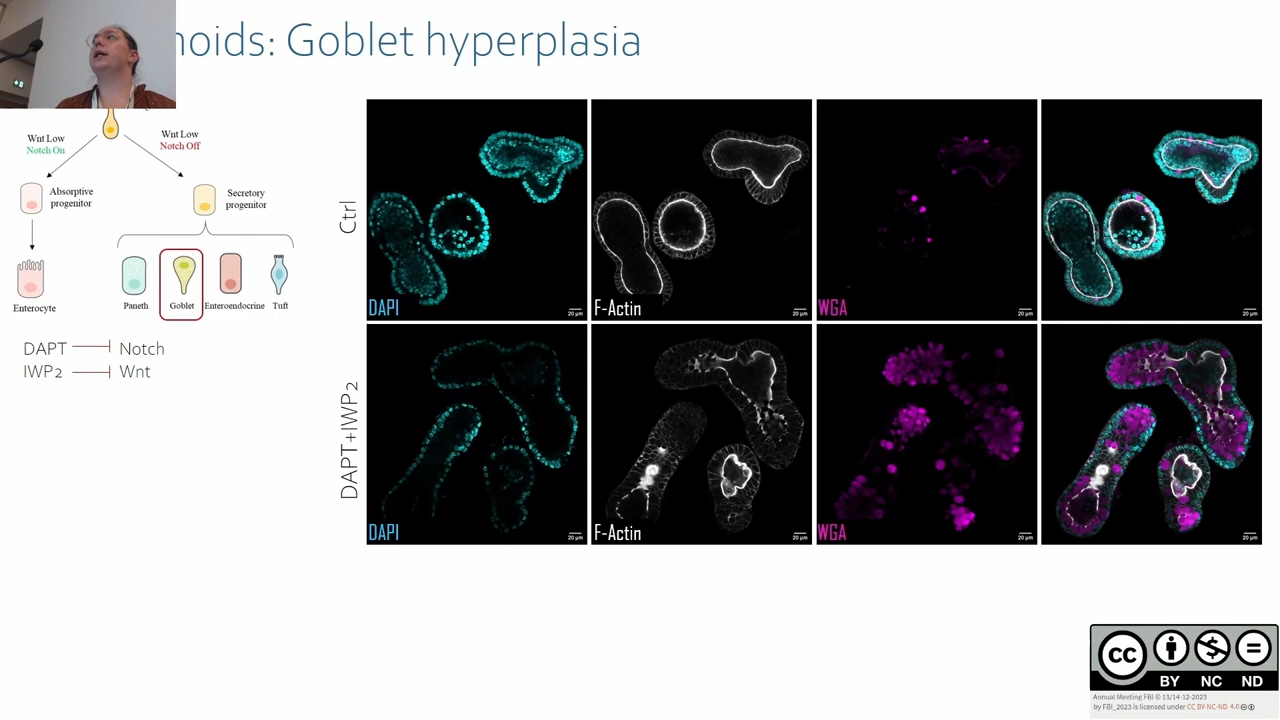 noids: Goblet hyperplasia
Wnt Low
Notch On
Wnt Low
Notch Off
Absorptive
progenitor
Secretory
progenitor
Enterocyte
Paneth
Goblet
Enteroendocrine
Tuft
DAPT
Notch
IWP2
Wnt
Ctrl
DAPI
F-Actin
WGA
20 µm
20 µm
20 µm
20 µm
DAPT+IWP2
DAPI
F-Actin
WGA
20 µm
20 µm
20 µm
20 µm
CC
BY NC ND
Annual Meeting FBI © 13/14-12-2023
by FBI_2023 is licensed under CC BY-NC-ND 4.0